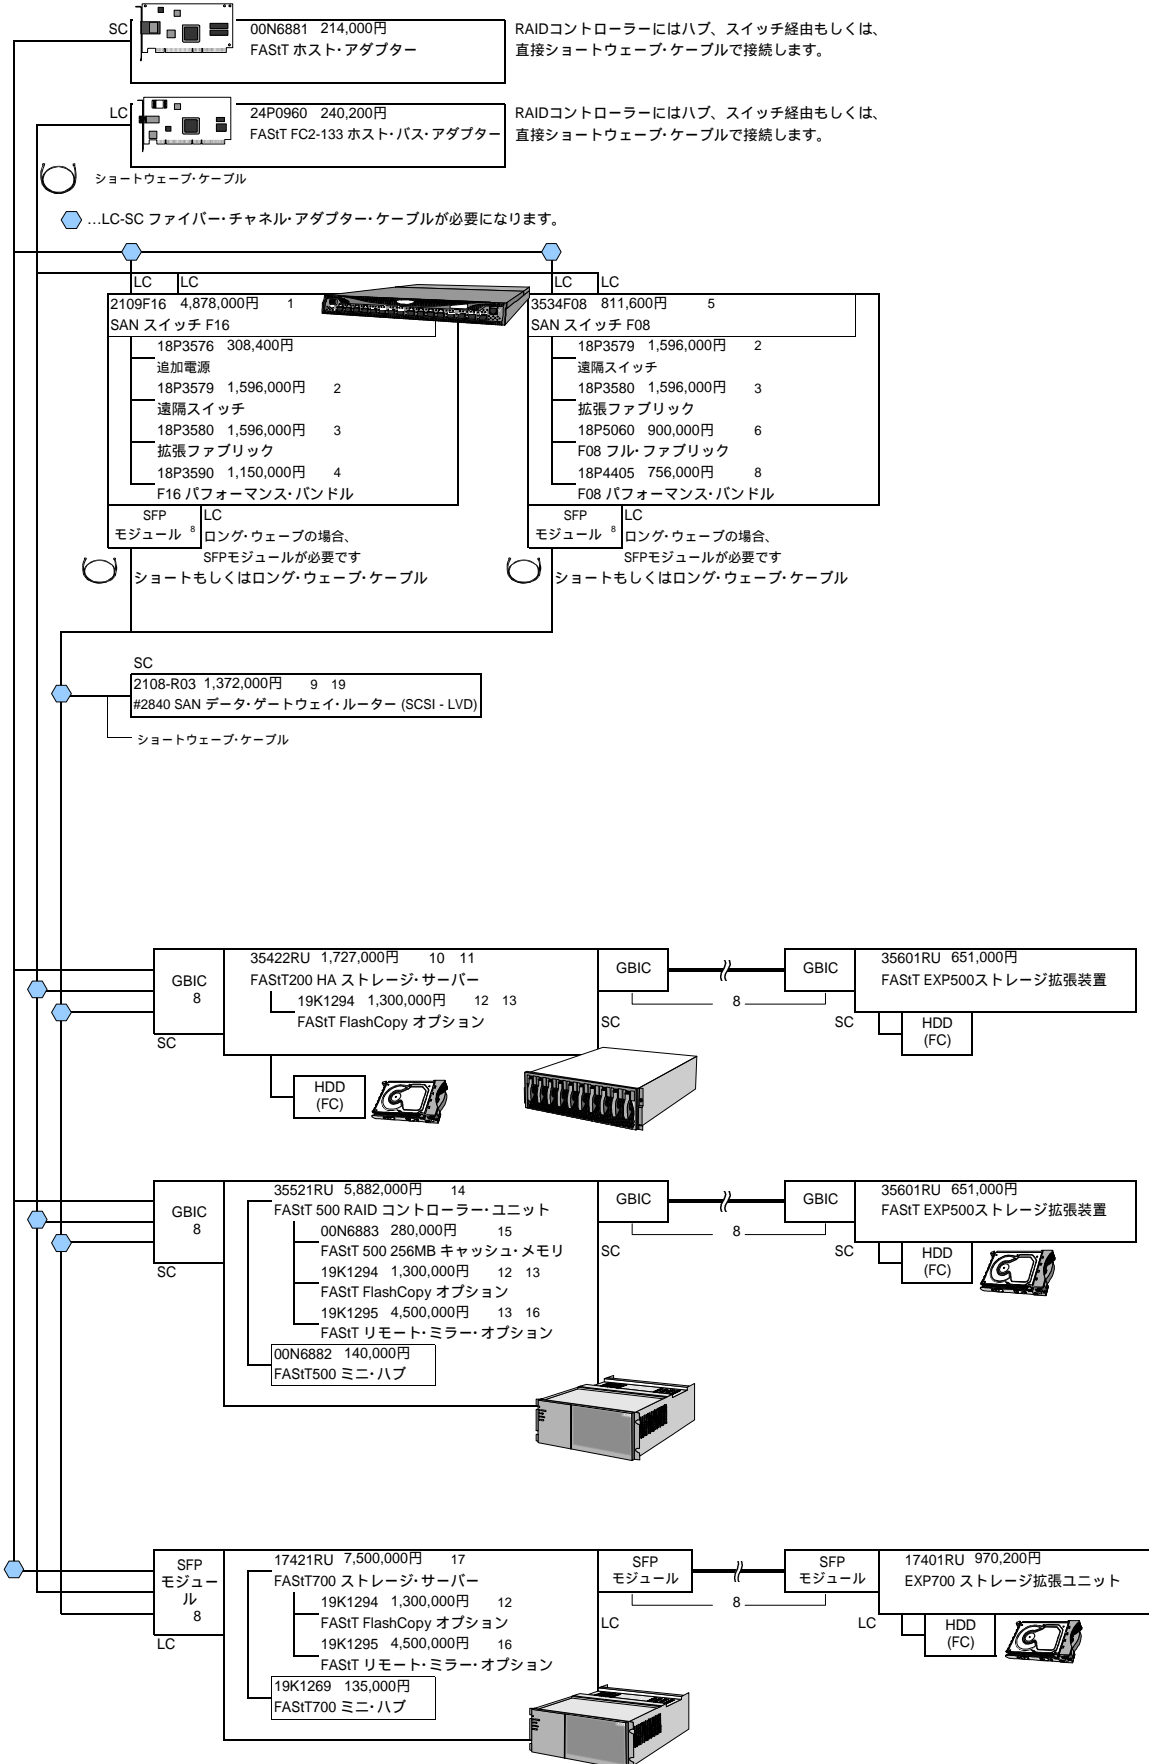 SC
00N6881 214,000円
FAStT ホスト・アダプター
RAIDコントローラーにはハブ、スイッチ経由もしくは、
直接ショートウェーブ・ケーブルで接続します。
LC
24P0960 240,200円
FAStT FC2-133 ホスト・バス・アダプター
RAIDコントローラーにはハブ、スイッチ経由もしくは、
直接ショートウェーブ・ケーブルで接続します。
ショートウェーブ・ケーブル
…LC-SC ファイバー・チャネル・アダプター・ケーブルが必要になります。
LC LC
2109F16 4,878,000円 1
SAN スイッチ F16
18P3576 308,400円
追加電源
18P3579 1,596,000円 2
遠隔スイッチ
18P3580 1,596,000円 3
拡張ファブリック
18P3590 1,150,000円 4
F16 パフォーマンス・バンドル
SFP
モジュール 8
LC
ロング・ウェーブの場合、
SFPモジュールが必要です
ショートもしくはロング・ウェーブ・ケーブル
LC LC
3534F08 811,600円 5
SAN スイッチ F08
18P3579 1,596,000円 2
遠隔スイッチ
18P3580 1,596,000円 3
拡張ファブリック
18P5060 900,000円 6
F08 フル・ファブリック
18P4405 756,000円 8
F08 パフォーマンス・バンドル
SFP
モジュール 8
LC
ロング・ウェーブの場合、
SFPモジュールが必要です
ショートもしくはロング・ウェーブ・ケーブル
SC
2108-R03 1,372,000円 9 19
#2840 SAN データ・ゲートウェイ・ルーター (SCSI - LVD)
ショートウェーブ・ケーブル
GBIC
8
SC
35422RU 1,727,000円 10 11
FAStT200 HA ストレージ・サーバー
19K1294 1,300,000円 12 13
FAStT FlashCopy オプション
HDD
(FC)
GBIC
SC
8
GBIC
SC
35601RU 651,000円
FAStT EXP500ストレージ拡張装置
HDD
(FC)
GBIC
8
SC
35521RU 5,882,000円 14
FAStT 500 RAID コントローラー・ユニット
00N6883 280,000円 15
FAStT 500 256MB キャッシュ・メモリ
19K1294 1,300,000円 12 13
FAStT FlashCopy オプション
19K1295 4,500,000円 13 16
FAStT リモート・ミラー・オプション
00N6882 140,000円
FAStT500 ミニ・ハブ
GBIC
SC
8
GBIC
SC
35601RU 651,000円
FAStT EXP500ストレージ拡張装置
HDD
(FC)
SFP
モジュー
ル
8
LC
17421RU 7,500,000円 17
FAStT700 ストレージ・サーバー
19K1294 1,300,000円 12
FAStT FlashCopy オプション
19K1295 4,500,000円 16
FAStT リモート・ミラー・オプション
19K1269 135,000円
FAStT700 ミニ・ハブ
SFP
モジュール
LC
8
SFP
モジュール
LC
17401RU 970,200円
EXP700 ストレージ拡張ユニット
HDD
(FC)